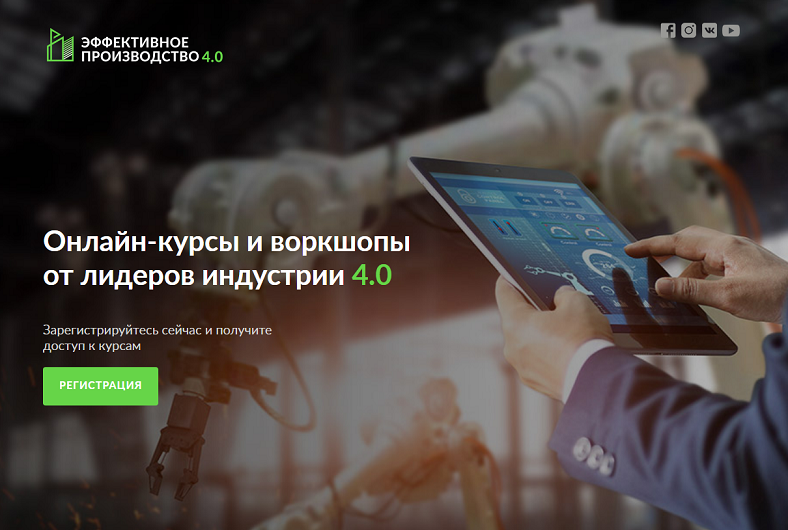 ЭФФЕКТИВНОЕ
ПРОИЗВОДСТВО 4.0
Онлайн-курсы и воркшопы
от лидеров индустрии 4.0
Зарегистрируйтесь сейчас и получите
доступ к курсам
РЕГИСТРАЦИЯ